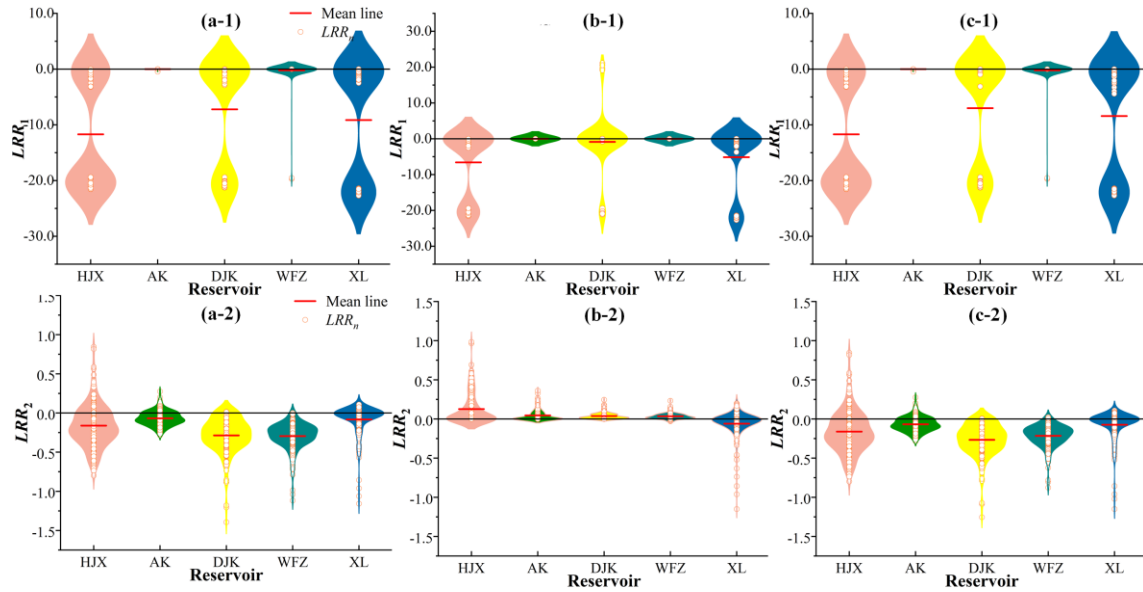 (a-1)
Mean line
LRRₙ
10.0
0.0
-10.0
-20.0
-30.0
LRR₁
HJX AK DJK WFZ XL
Reservoir
(b-1)
30.0
20.0
10.0
0.0
-10.0
-20.0
-30.0
LRR₁
HJX AK DJK WFZ XL
Reservoir
(c-1)
10.0
0.0
-10.0
-20.0
-30.0
LRR₁
HJX AK DJK WFZ XL
Reservoir
(a-2)
Mean line
LRRₙ
1.5
1.0
0.5
0.0
-0.5
-1.0
-1.5
LRR₂
HJX AK DJK WFZ XL
Reservoir
(b-2)
1.5
1.0
0.5
0.0
-0.5
-1.0
-1.5
LRR₂
HJX AK DJK WFZ XL
Reservoir
(c-2)
1.5
1.0
0.5
0.0
-0.5
-1.0
-1.5
LRR₂
HJX AK DJK WFZ XL
Reservoir